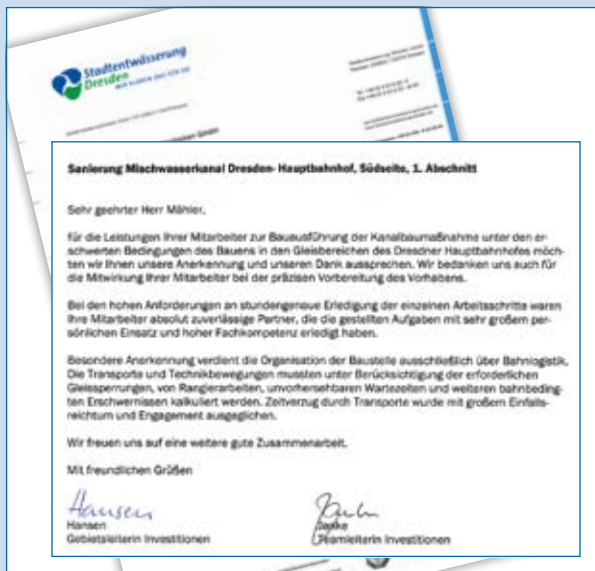 Stadtentwässerung
Dresden
WIR KLÄREN DAS FÜR SIE
GmbH
Sanierung Mischwasserkanal Dresden- Hauptbahnhof, Südseite, 1. Abschnitt
Sehr geehrter Herr Mähler,
für die Leistungen Ihrer Mitarbeiter zur Bauausführung der Kanalbaumaßnahme unter den er-
schwerten Bedingungen des Bauens in den Gleisbereichen des Dresdner Hauptbahnhofes möch-
ten wir Ihnen unsere Anerkennung und unseren Dank aussprechen. Wir bedanken uns auch für
die Mitwirkung Ihrer Mitarbeiter bei der präzisen Vorbereitung des Vorhabens.
Bei den hohen Anforderungen an stundengenaue Erledigung der einzelnen Arbeitsschritte waren
Ihre Mitarbeiter absolut zuverlässige Partner, die die gestellten Aufgaben mit sehr großem per-
sönlichen Einsatz und hoher Fachkompetenz erledigt haben.
Besondere Anerkennung verdient die Organisation der Baustelle ausschließlich über Bahnlogistik.
Die Transporte und Technikbewegungen mussten unter Berücksichtigung der erforderlichen
Gleissperrungen, von Rangierarbeiten, unvorhersehbaren Wartezeiten und weiteren bahnbeding-
ten Erschwernissen kalkuliert werden. Zeitverzug durch Transporte wurde mit großem Einfalls-
reichtum und Engagement ausgeglichen.
Wir freuen uns auf eine weitere gute Zusammenarbeit.
Mit freundlichen Grüßen
Hansen
Hansen
Gebietsleiterin Investitionen
Teamleiterin Investitionen